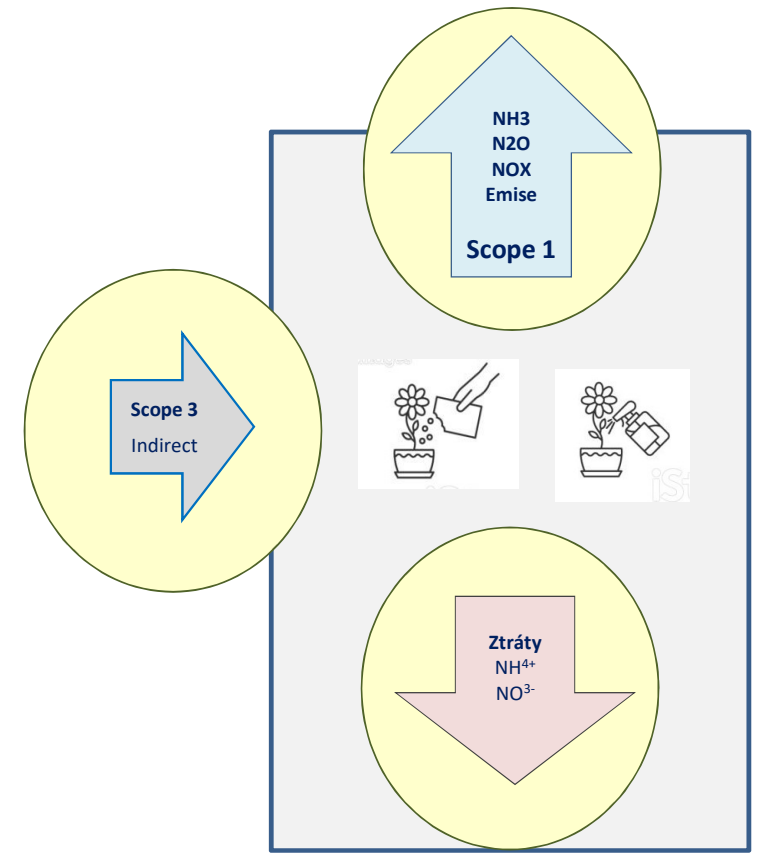 NH3
N2O
NOX
Emise
Scope 1
Scope 3
Indirect
Ztráty
NH⁴⁺
NO³⁻